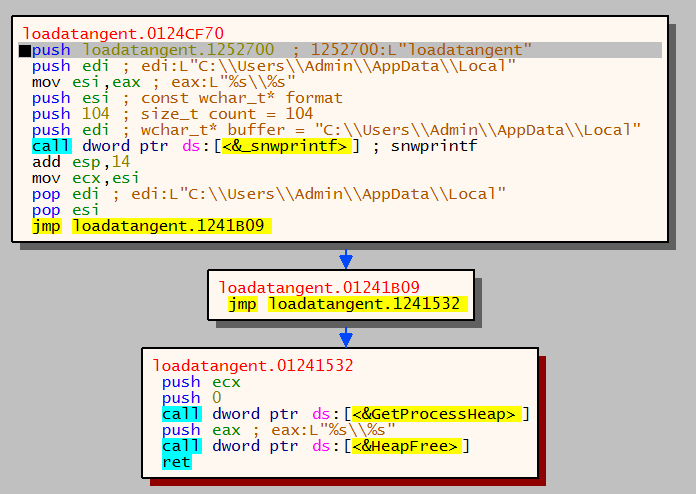 loadatangent.0124CF70
push loadatangent.1252700 ; 1252700:L"loadatangent"
push edi ; edi:L"C:\\Users\\Admin\\AppData\\Local"
mov esi,eax ; eax:L"%s\\%s"
push esi ; const wchar_t* format
push 104 ; size_t count = 104
push edi ; wchar_t* buffer = "C:\\Users\\Admin\\AppData\\Local"
call dword ptr ds:[<&_snwprintf>] ; snwprintf
add esp,14
mov ecx,esi
pop edi ; edi:L"C:\\Users\\Admin\\AppData\\Local"
pop esi
jmp loadatangent.1241B09
loadatangent.01241B09
jmp loadatangent.1241532
loadatangent.01241532
push ecx
push 0
call dword ptr ds:[<&GetProcessHeap>]
push eax ; eax:L"%s\\%s"
call dword ptr ds:[<&HeapFree>]
ret